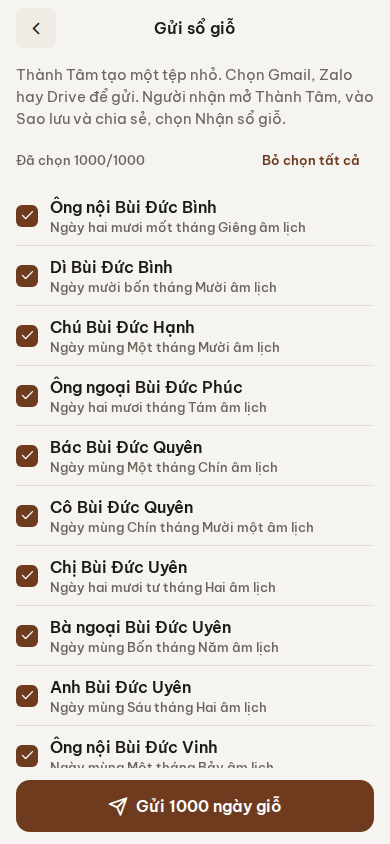 Gửi sổ giỗ
Thành Tâm tạo một tệp nhỏ. Chọn Gmail, Zalo
hay Drive để gửi. Người nhận mở Thành Tâm, vào
Sao lưu và chia sẻ, chọn Nhận sổ giỗ.
Đã chọn 1000/1000
Bỏ chọn tất cả
Ông nội Bùi Đức Bình
Ngày hai mươi mốt tháng Giêng âm lịch
Dì Bùi Đức Bình
Ngày mười bốn tháng Mười âm lịch
Chú Bùi Đức Hạnh
Ngày mùng Một tháng Mười âm lịch
Ông ngoại Bùi Đức Phúc
Ngày hai mươi tháng Tám âm lịch
Bác Bùi Đức Quyên
Ngày mùng Một tháng Chín âm lịch
Cô Bùi Đức Quyên
Ngày mùng Chín tháng Mười một âm lịch
Chị Bùi Đức Uyên
Ngày hai mươi tư tháng Hai âm lịch
Bà ngoại Bùi Đức Uyên
Ngày mùng Bốn tháng Năm âm lịch
Anh Bùi Đức Uyên
Ngày mùng Sáu tháng Hai âm lịch
Ông nội Bùi Đức Vinh
Ngày mùng Một tháng Bảy âm lịch
Gửi 1000 ngày giỗ